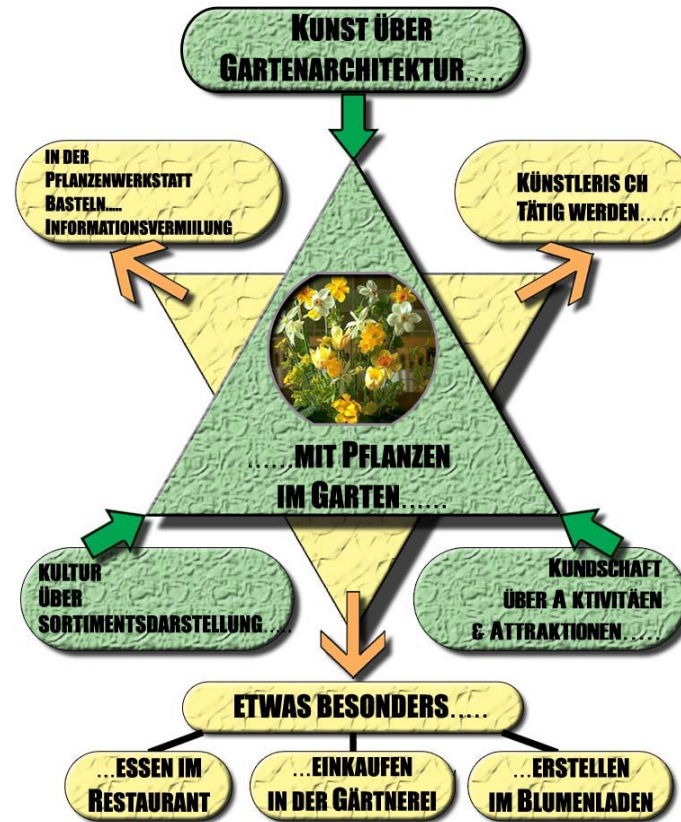 KUNST ÜBER
GARTENARCHITEKTUR.....
IN DER
PFLANZENWERKSTATT
BASTELN.....
INFORMATIONSVERMIILUNG
KÜNSTLERIS CH
TÄTIG WERDEN.....
......MIT PFLANZEN
IM GARTEN......
KULTUR
ÜBER
SORTIMENTSDARSTELLUNG.....
KUNDSCHAFT
ÜBER A KTIVITÄEN
& ATTRAKTIONEN......
ETWAS BESONDERS.....
...ESSEN IM
RESTAURANT
...EINKAUFEN
IN DER GÄRTNEREI
...ERSTELLEN
IM BLUMENLADEN